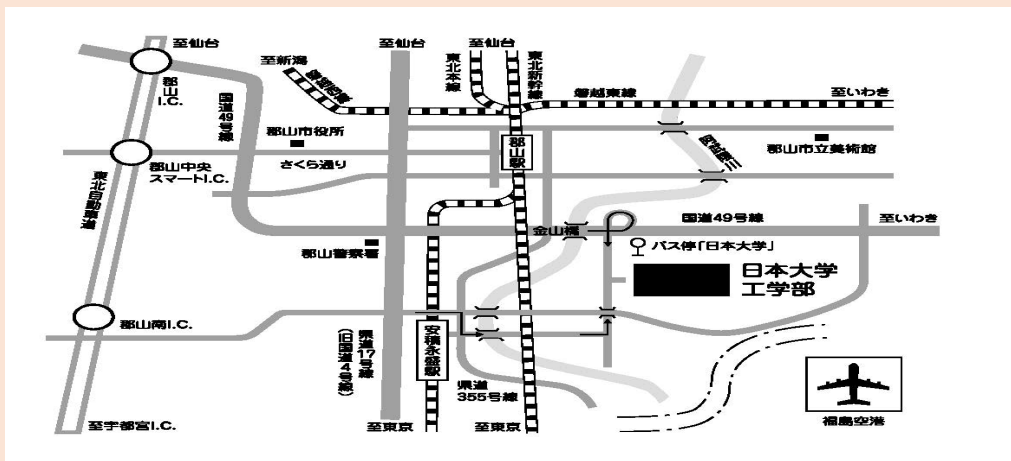 至仙台
至仙台
至仙台
至新潟
磐越西線
東北本線
東北新幹線
磐越東線
至いわき
郡山
I.C.
国道49号線
郡山市役所
さくら通り
郡山駅
郡山市立美術館
郡山中央
スマートI.C.
東北自動車道
国道49号線
至いわき
金山橋
バス停「日本大学」
郡山警察署
日本大学
工学部
郡山南I.C.
県道17号線
(旧国道4号線)
安積永盛駅
県道
355号線
福島空港
至宇都宮I.C.
至東京
至東京